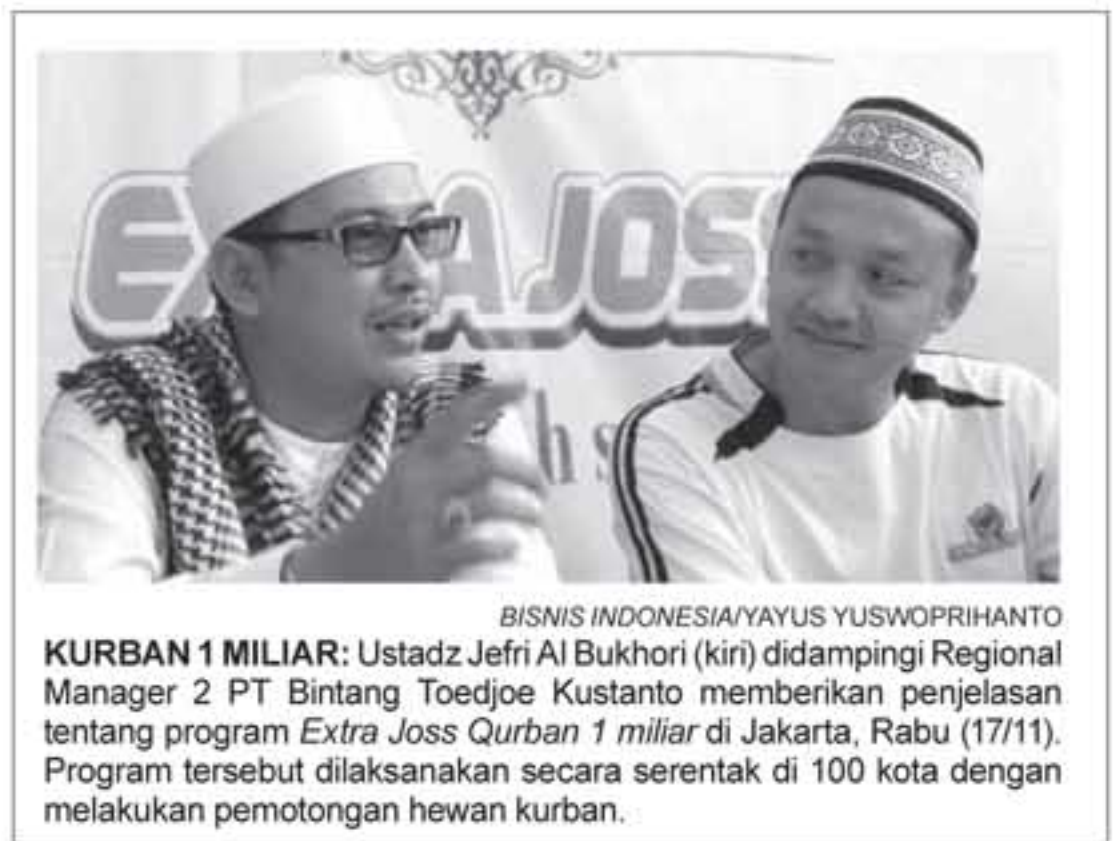 EXTRA JOSS
h s
BISNIS INDONESIA/YAYUS YUSWOPRIHANTO
KURBAN 1 MILIAR: Ustadz Jefri Al Bukhori (kiri) didampingi Regional
Manager 2 PT Bintang Toedjoe Kustanto memberikan penjelasan
tentang program Extra Joss Qurban 1 miliar di Jakarta, Rabu (17/11).
Program tersebut dilaksanakan secara serentak di 100 kota dengan
melakukan pemotongan hewan kurban.